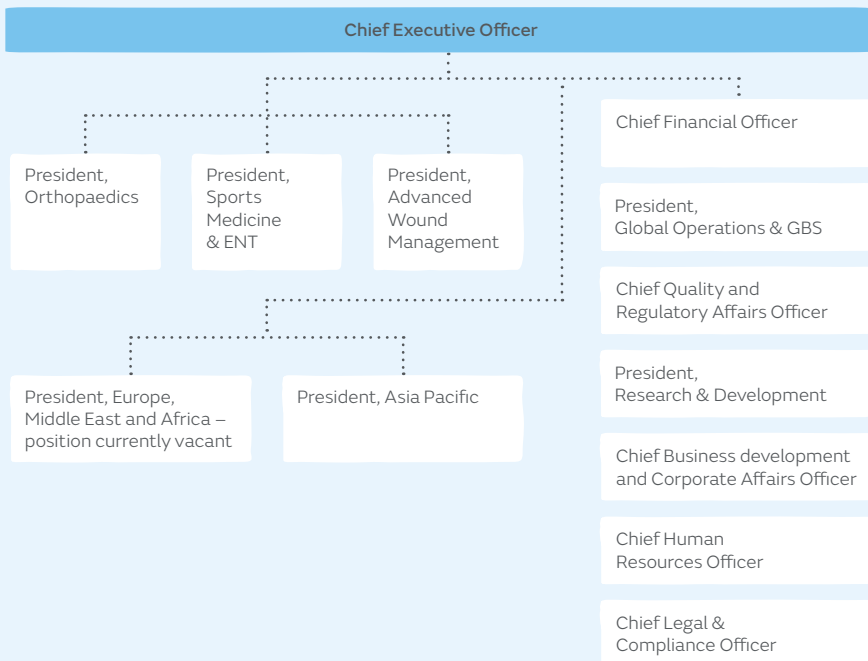 Chief Executive Officer
President,
Orthopaedics
President,
Sports
Medicine
& ENT
President,
Advanced
Wound
Management
President, Europe,
Middle East and Africa –
position currently vacant
President, Asia Pacific
Chief Financial Officer
President,
Global Operations & GBS
Chief Quality and
Regulatory Affairs Officer
President,
Research & Development
Chief Business development
and Corporate Affairs Officer
Chief Human
Resources Officer
Chief Legal &
Compliance Officer